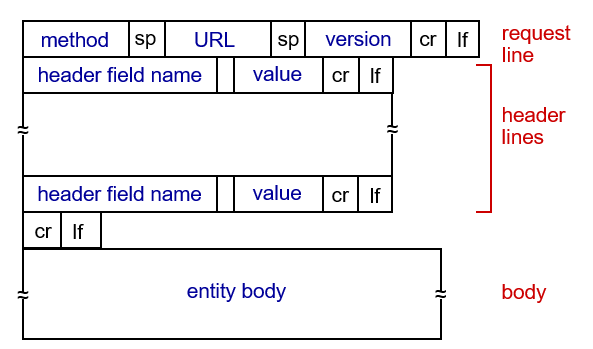 method sp URL sp version cr lf
request
line
header field name value cr lf
header
lines
header field name value cr lf
cr lf
entity body
body